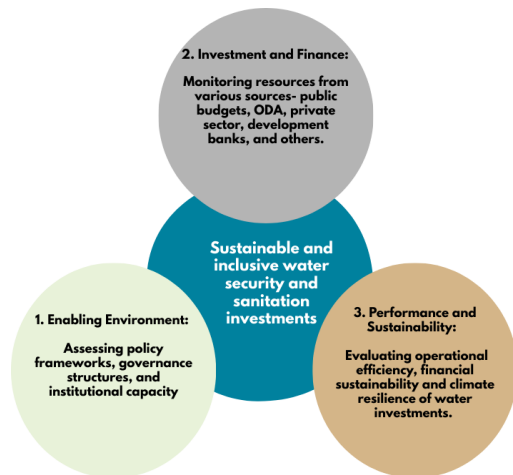 2. Investment and Finance:
Monitoring resources from
various sources- public
budgets, ODA, private
sector, development
banks, and others.
Sustainable and
inclusive water
security and
sanitation
investments
1. Enabling Environment:
Assessing policy
frameworks, governance
structures, and
institutional capacity
3. Performance and
Sustainability:
Evaluating operational
efficiency, financial
sustainability and climate
resilience of water
investments.